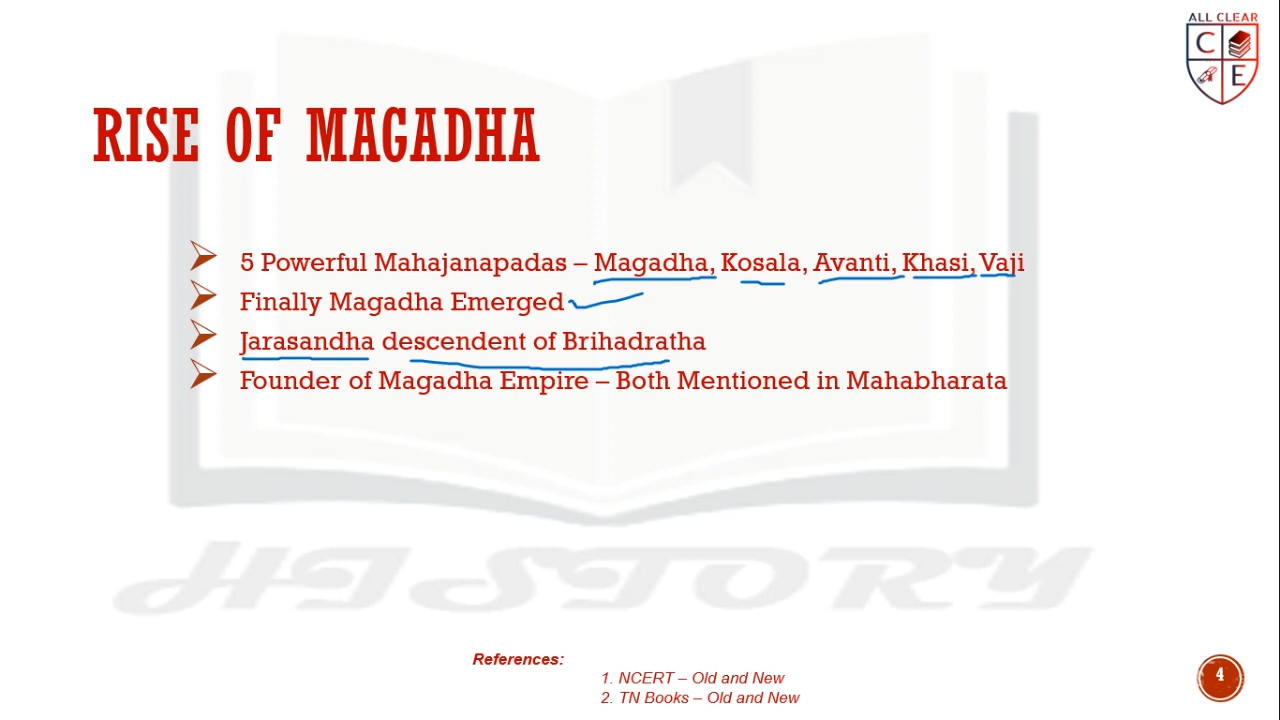 ALL CLEAR
C
E
RISE OF MAGADHA
5 Powerful Mahajanapadas – Magadha, Kosala, Avanti, Khasi, Vaji
Finally Magadha Emerged
Jarasandha descendent of Brihadratha
Founder of Magadha Empire – Both Mentioned in Mahabharata
HISTORY
References:
1. NCERT – Old and New
2. TN Books – Old and New
4